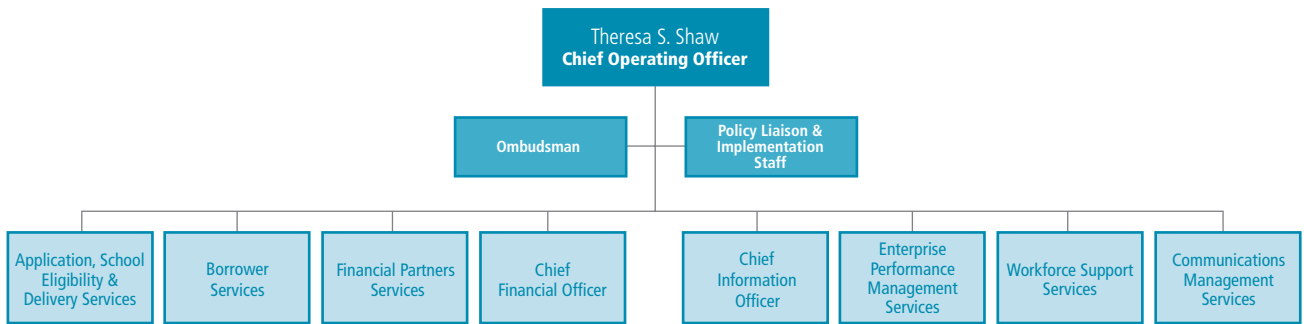 Theresa S. Shaw
Chief Operating Officer
Ombudsman
Policy Liaison &
Implementation
Staff
Application, School
Eligibility &
Delivery Services
Borrower
Services
Financial Partners
Services
Chief
Financial Officer
Chief
Information
Officer
Enterprise
Performance
Management
Services
Workforce Support
Services
Communications
Management
Services